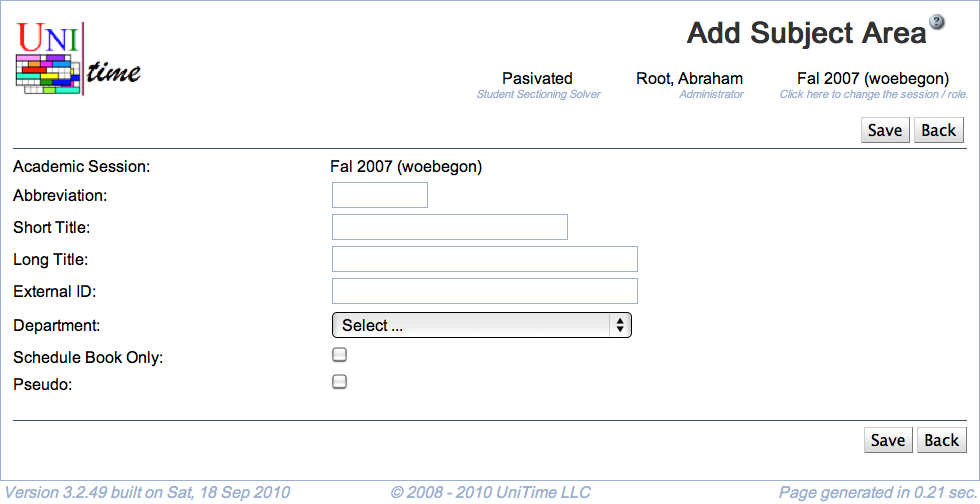 UNI
time
Add Subject Area
?
Pasivated
Root, Abraham
Fal 2007 (woebegon)
Student Sectioning Solver
Administrator
Click here to change the session / role.
Save
Back
Academic Session:
Fal 2007 (woebegon)
Abbreviation:
Short Title:
Long Title:
External ID:
Department:
Select ...
Schedule Book Only:
Pseudo:
Save
Back
Version 3.2.49 built on Sat, 18 Sep 2010
© 2008 - 2010 UniTime LLC
Page generated in 0.21 sec.